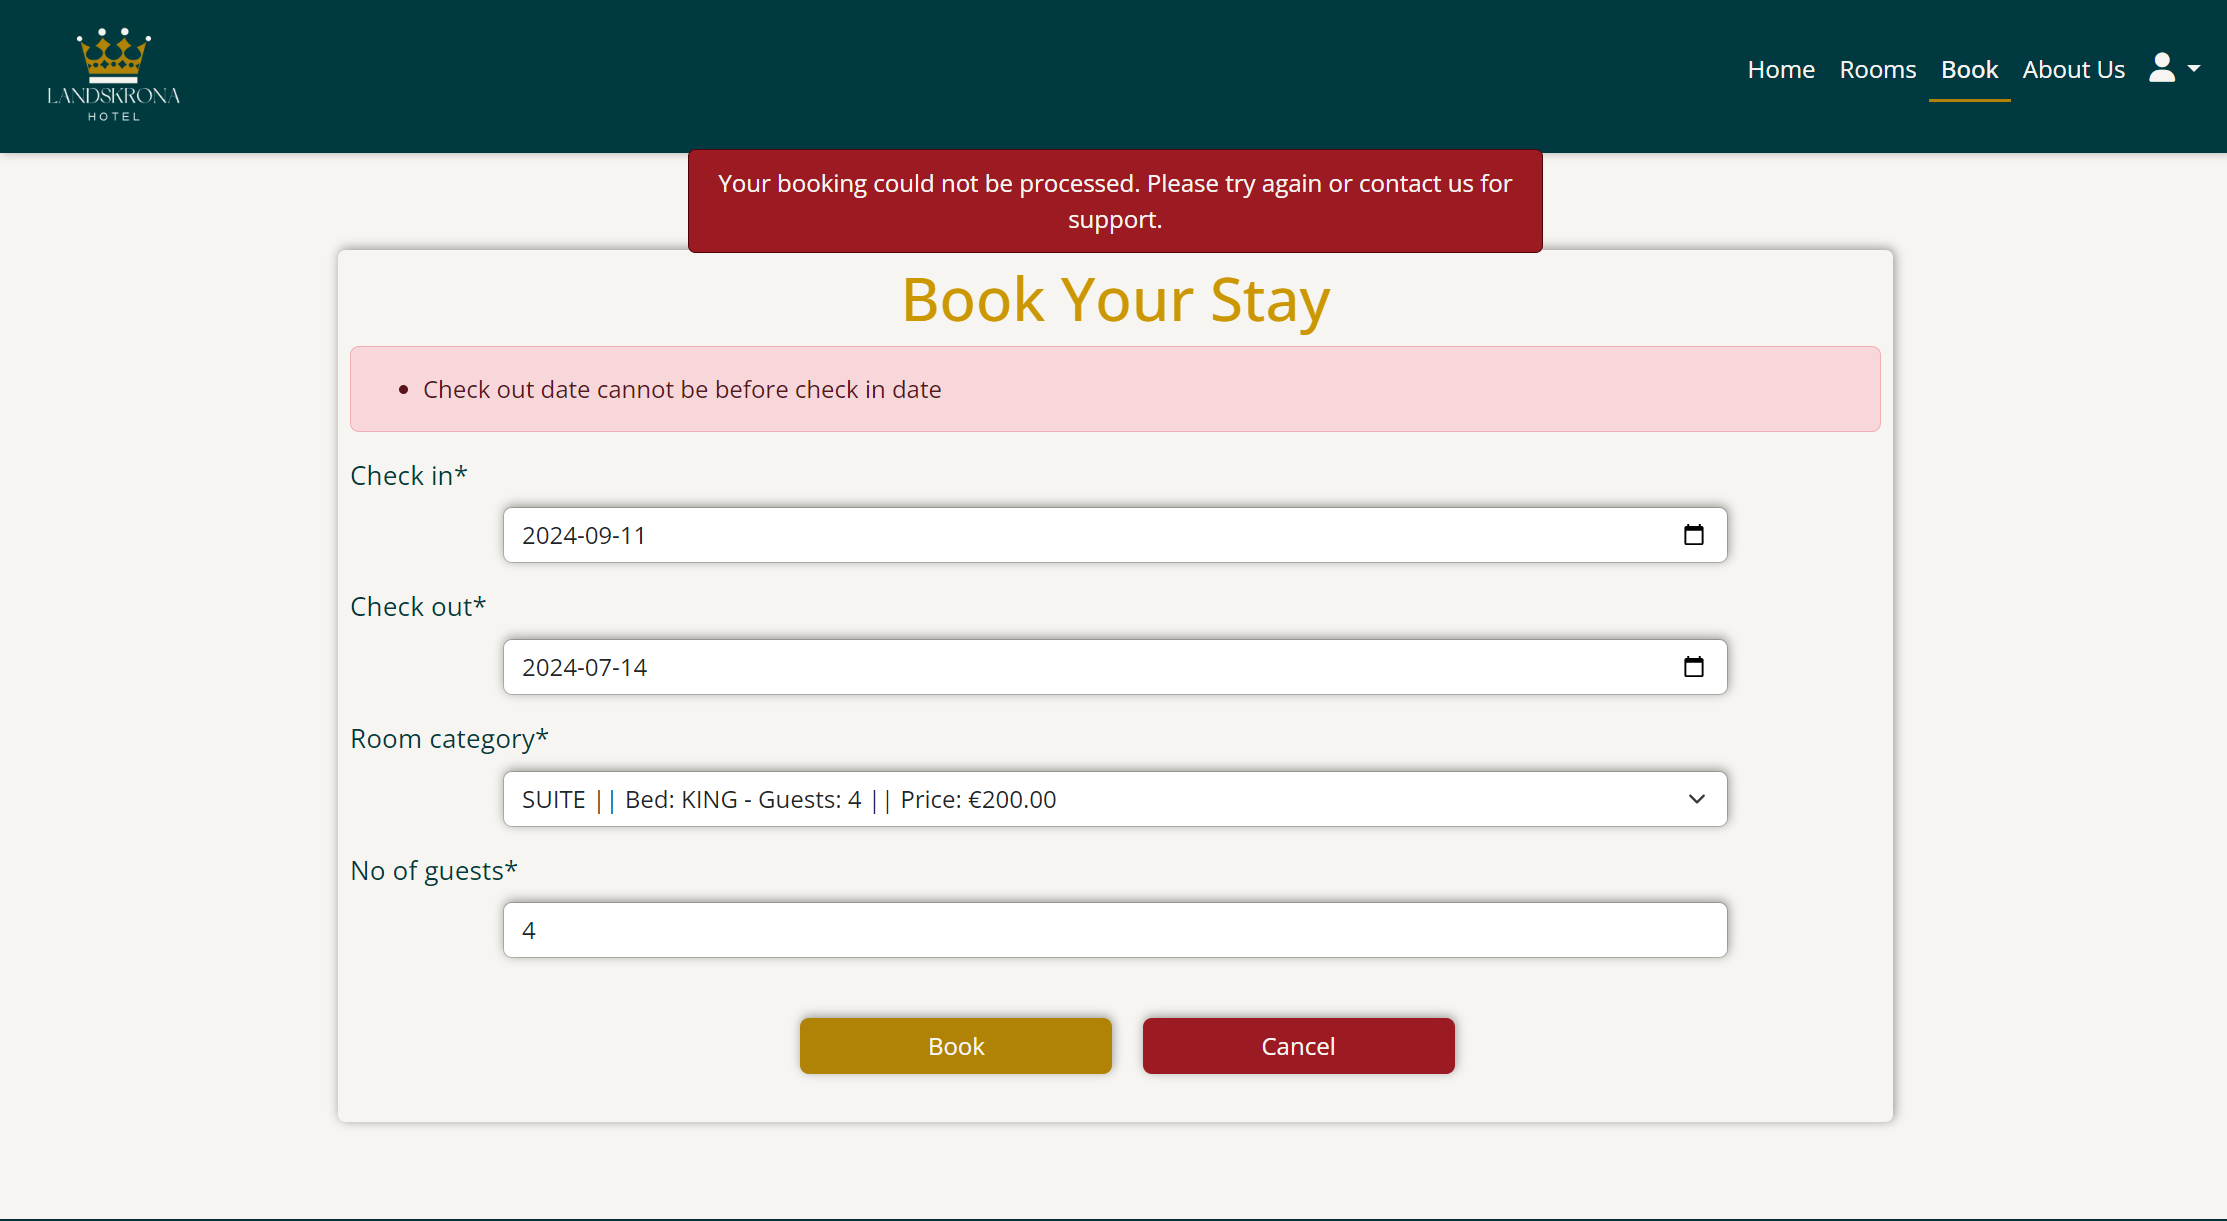 LANDSKRONA
HOTEL
Home Rooms Book About Us
Your booking could not be processed. Please try again or contact us for
support.
Book Your Stay
• Check out date cannot be before check in date
Check in*
2024-09-11
Check out*
2024-07-14
Room category*
SUITE || Bed: KING - Guests: 4 || Price: €200.00
No of guests*
4
Book Cancel